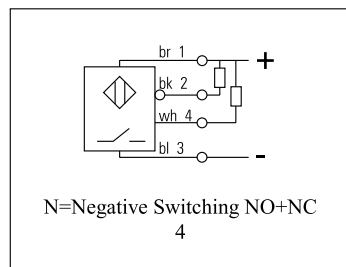 br 1
+
bk 2
wh 4
bl 3
-
N=Negative Switching NO+NC
4